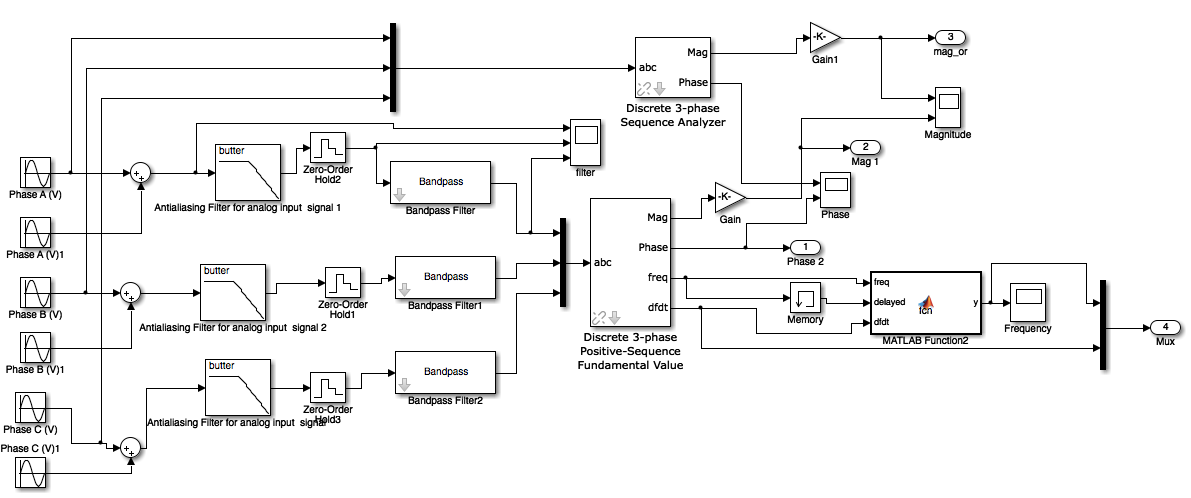 -K-
Gain1
3
mag_or
Mag
Phase
abc
Discrete 3-phase
Sequence Analyzer
Magnitude
2
Mag 1
butter
Zero-Order
Hold2
Antialiasing Filter for analog input  signal 1
filter
Bandpass
Bandpass Filter
Phase A (V)
Phase A (V)1
-K-
Gain
Phase
Mag
Phase
freq
dfdt
abc
Discrete 3-phase
Positive-Sequence
Fundamental Value
1
Phase 2
butter
Zero-Order
Hold1
Antialiasing Filter for analog input  signal 2
Bandpass
Bandpass Filter1
Phase B (V)
Phase B (V)1
Memory
freq
delayed
dfdt
fcn
y
MATLAB Function2
Frequency
4
Mux
butter
Zero-Order
Hold3
Antialiasing Filter for analog input  signal
Bandpass
Bandpass Filter2
Phase C (V)
Phase C (V)1